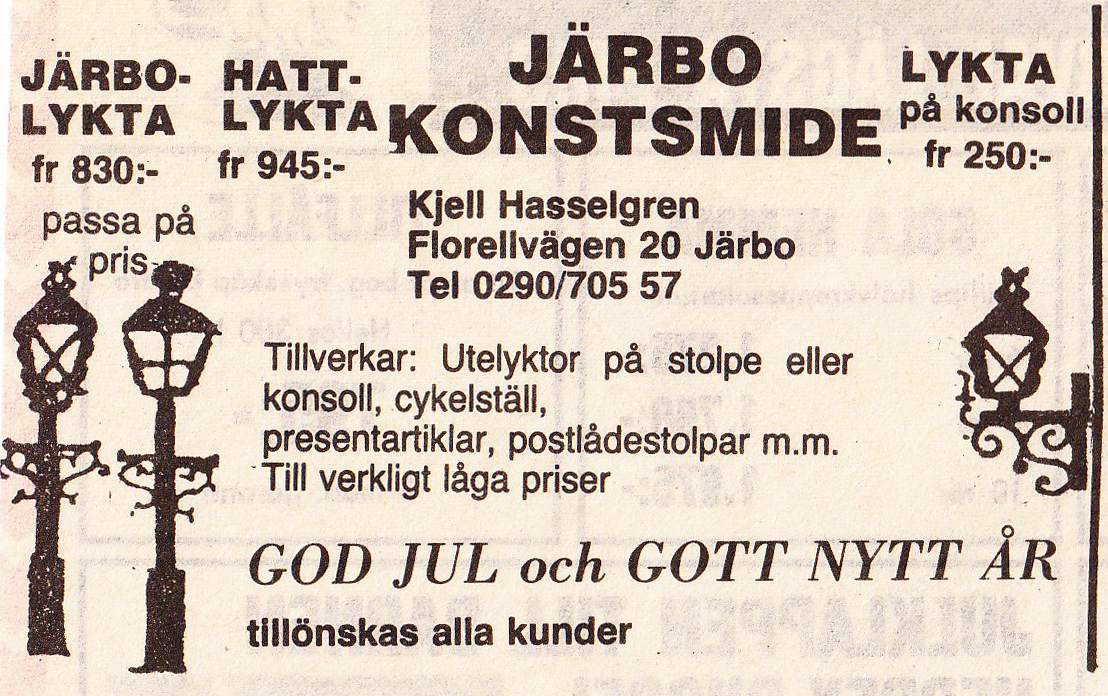 JÄRBO-
LYKTA
fr 830:-
passa på
pris
HATT-
LYKTA
fr 945:-
JÄRBO
KONSTSMIDE
LYKTA
på konsoll
fr 250:-
Kjell Hasselgren
Florellvägen 20 Järbo
Tel 0290/705 57
Tillverkar: Utelyktor på stolpe eller
konsoll, cykelställ,
presentartiklar, postlådestolpar m.m.
Till verkligt låga priser
GOD JUL och GOTT NYTT ÅR
tillönskas alla kunder